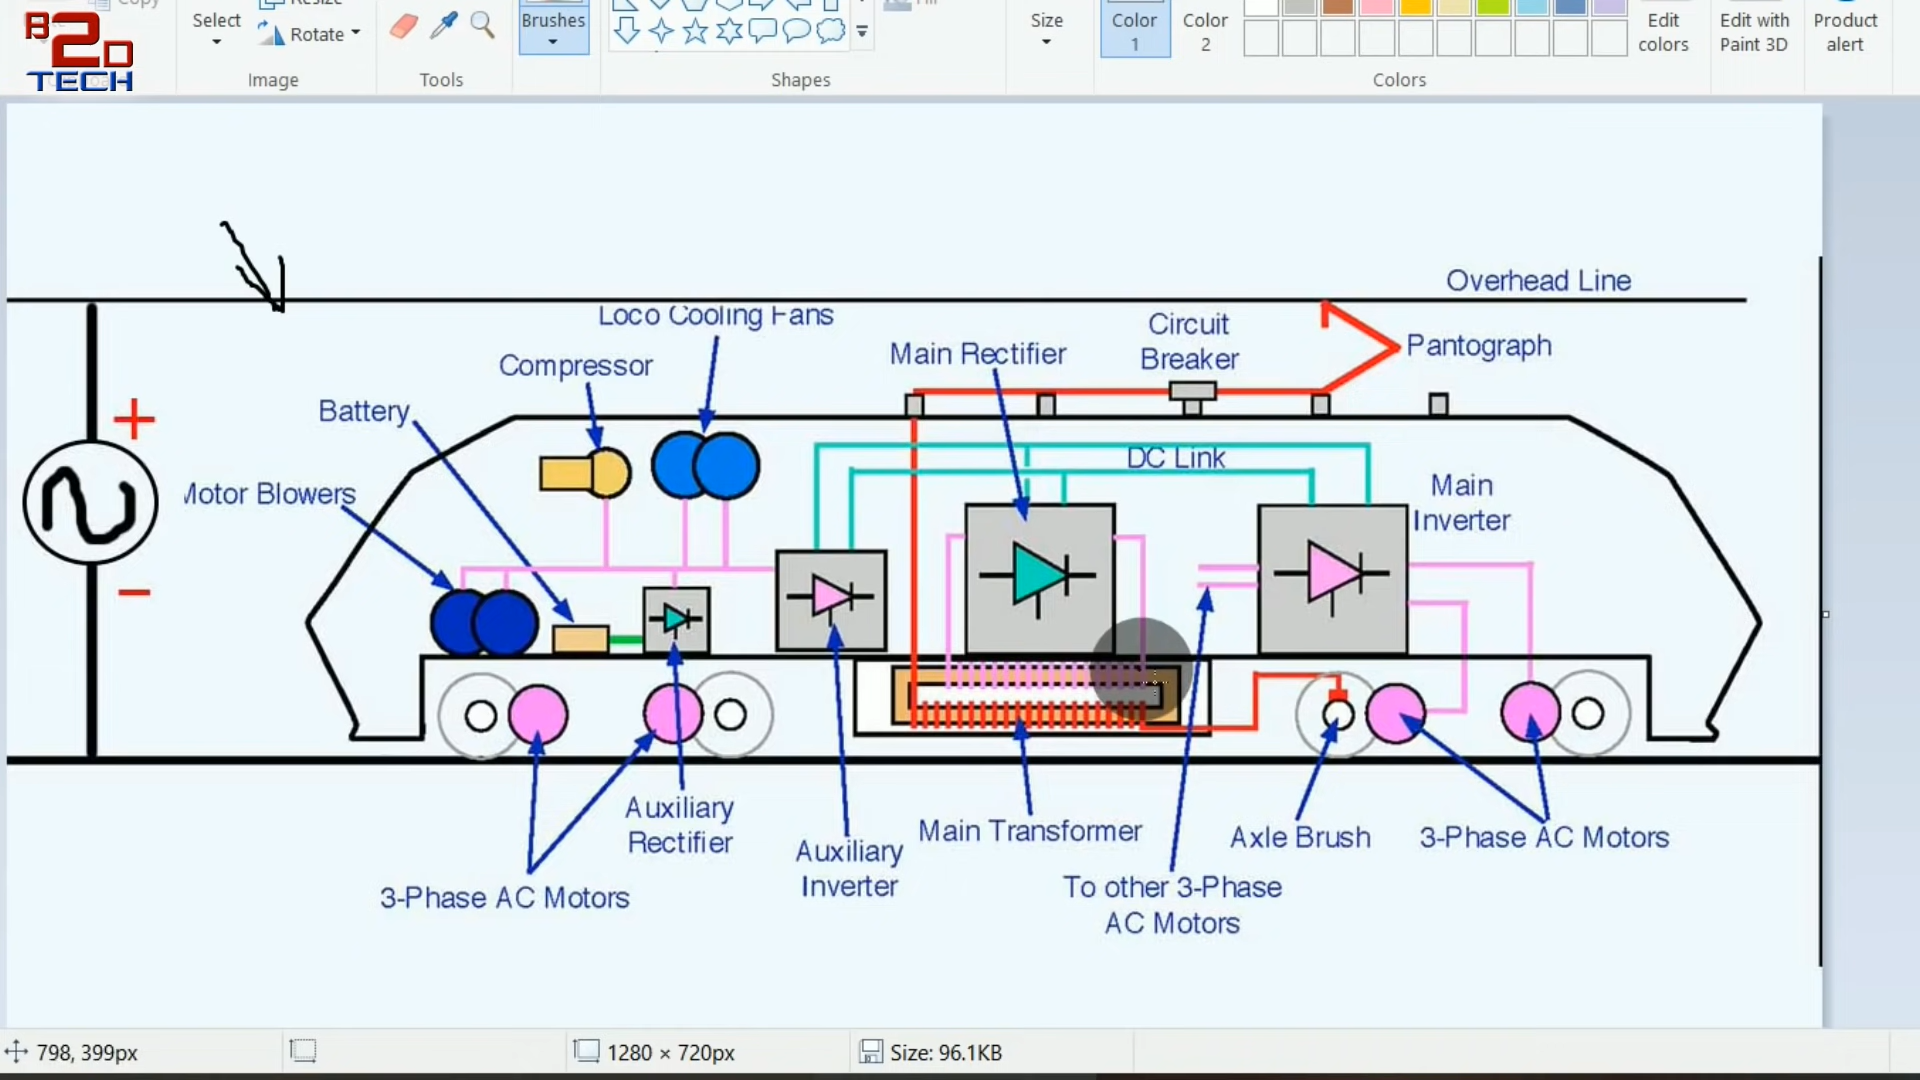 B2D
TECH
Copy
Resize
Select
Rotate
Brushes
Fill
Size
Color
1
Color
2
Edit
colors
Edit with
Paint 3D
Product
alert
Image
Tools
Shapes
Colors
Overhead Line
Loco Cooling Fans
Circuit
Breaker
Pantograph
Main Rectifier
Compressor
Battery
DC Link
Motor Blowers
Main
Inverter
+
−
Auxiliary
Rectifier
Auxiliary
Inverter
Main Transformer
Axle Brush
3-Phase AC Motors
3-Phase AC Motors
To other 3-Phase
AC Motors
798, 399px
1280 × 720px
Size: 96.1KB